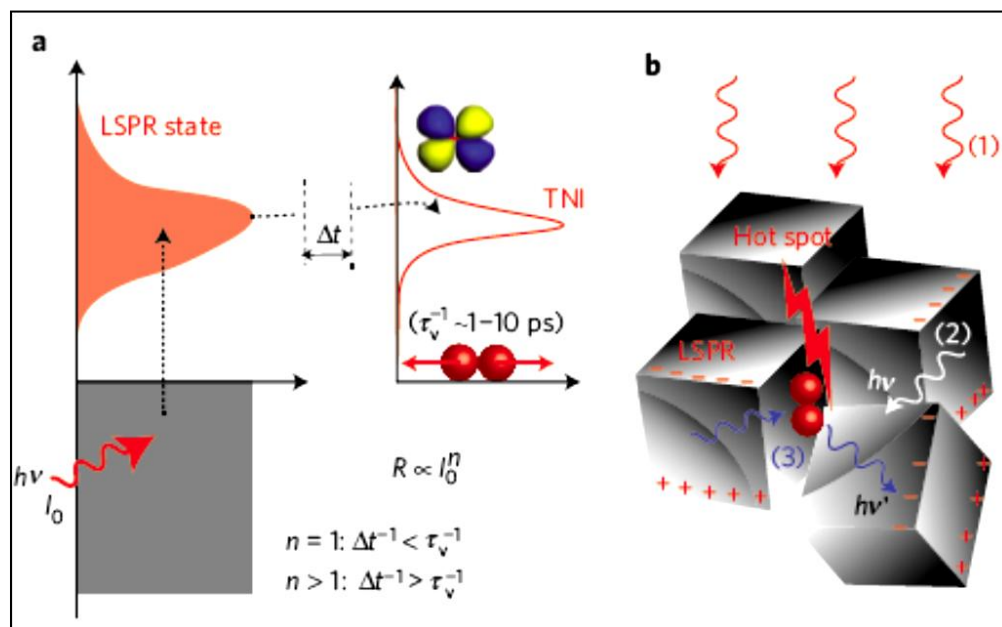 a
LSPR state
Δt
TNI
(τᵥ⁻¹ ~1–10 ps)
hν
I₀
R ∝ I₀ⁿ
n = 1: Δt⁻¹ < τᵥ⁻¹
n > 1: Δt⁻¹ > τᵥ⁻¹
b
(1)
Hot spot
LSPR
(2)
hν
(3)
hν'